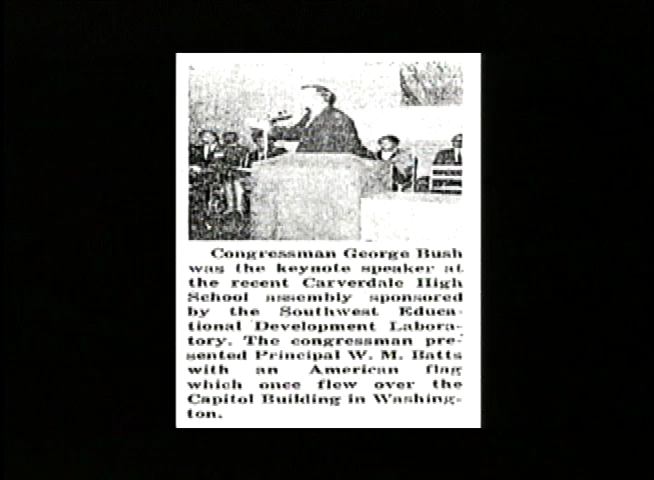 Congressman George Bush
was the keynote speaker at
the recent Carverdale High
School assembly sponsored
by the Southwest Educa-
tional Development Labora-
tory. The congressman pre-
sented Principal W. M. Batts
with an American flag
which once flew over the
Capitol Building in Washing-
ton.